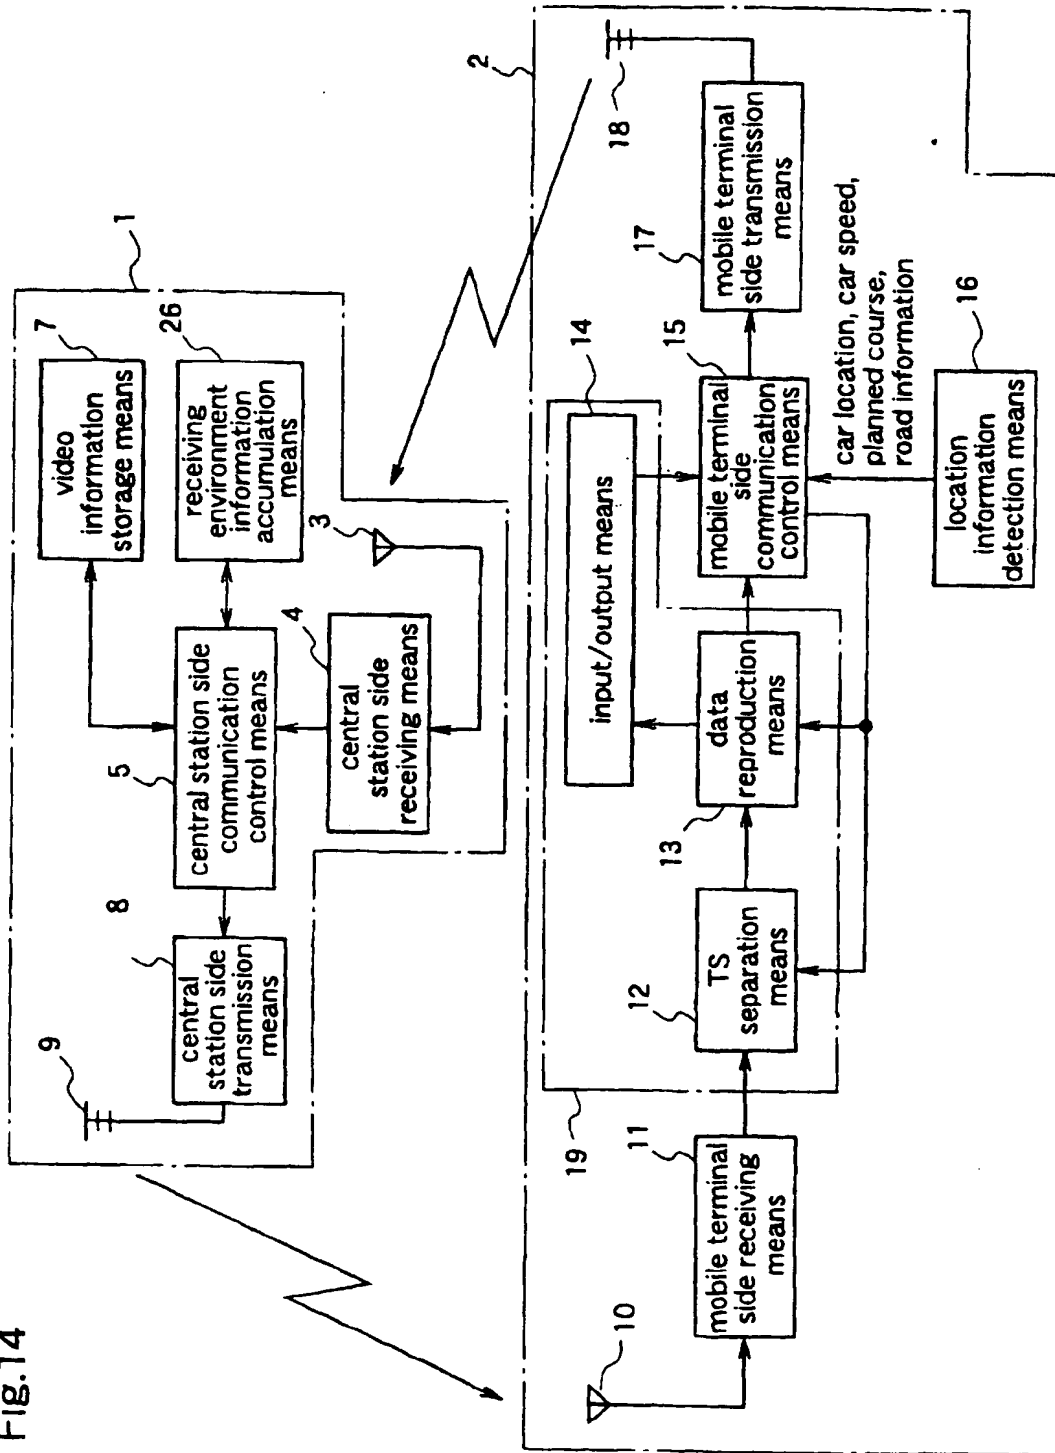 Fig.14
1
9
8
central
station side
transmission
means
5
central station side
communication
control means
7
video
information
storage means
26
receiving
environment
information
accumulation
means
4
central
station side
receiving means
3
2
10
11
mobile terminal
side receiving
means
19
12
TS
separation
means
13
data
reproduction
means
14
input/output means
15
mobile terminal
side
communication
control means
17
mobile terminal
side transmission
means
18
car location, car speed,
planned course,
road information
16
location
information
detection means